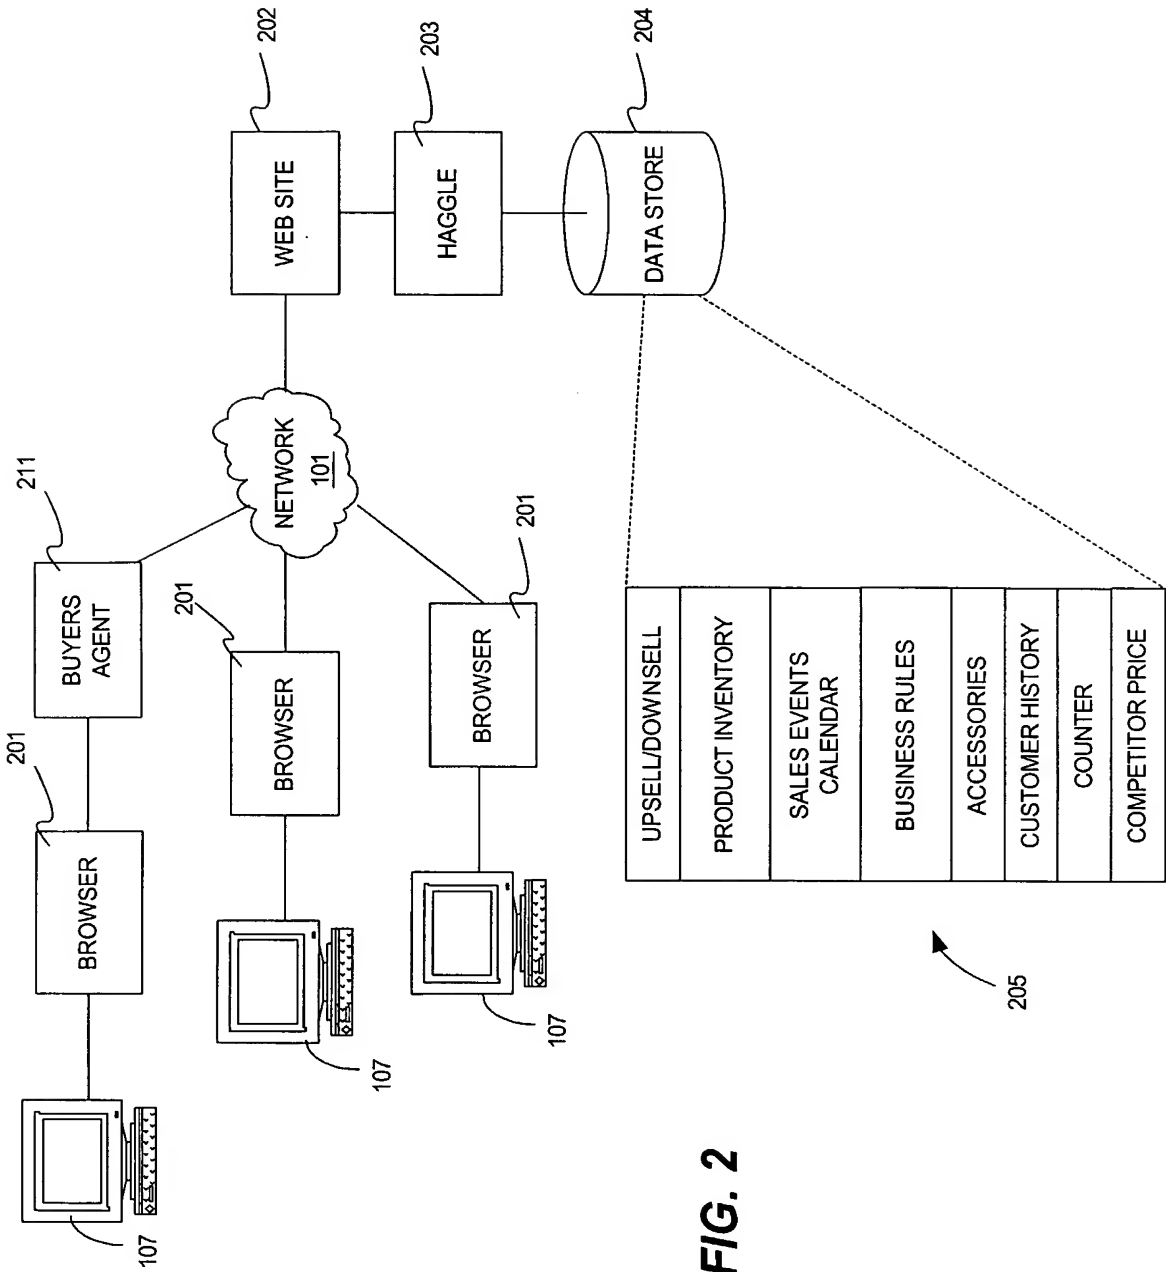 107
BROWSER
201
BUYERS
AGENT
211
107
BROWSER
201
NETWORK
101
WEB SITE
202
107
BROWSER
201
HAGGLE
203
DATA STORE
204
205
UPSELL/DOWNSELL
PRODUCT INVENTORY
SALES EVENTS
CALENDAR
BUSINESS RULES
ACCESSORIES
CUSTOMER HISTORY
COUNTER
COMPETITOR PRICE
FIG. 2